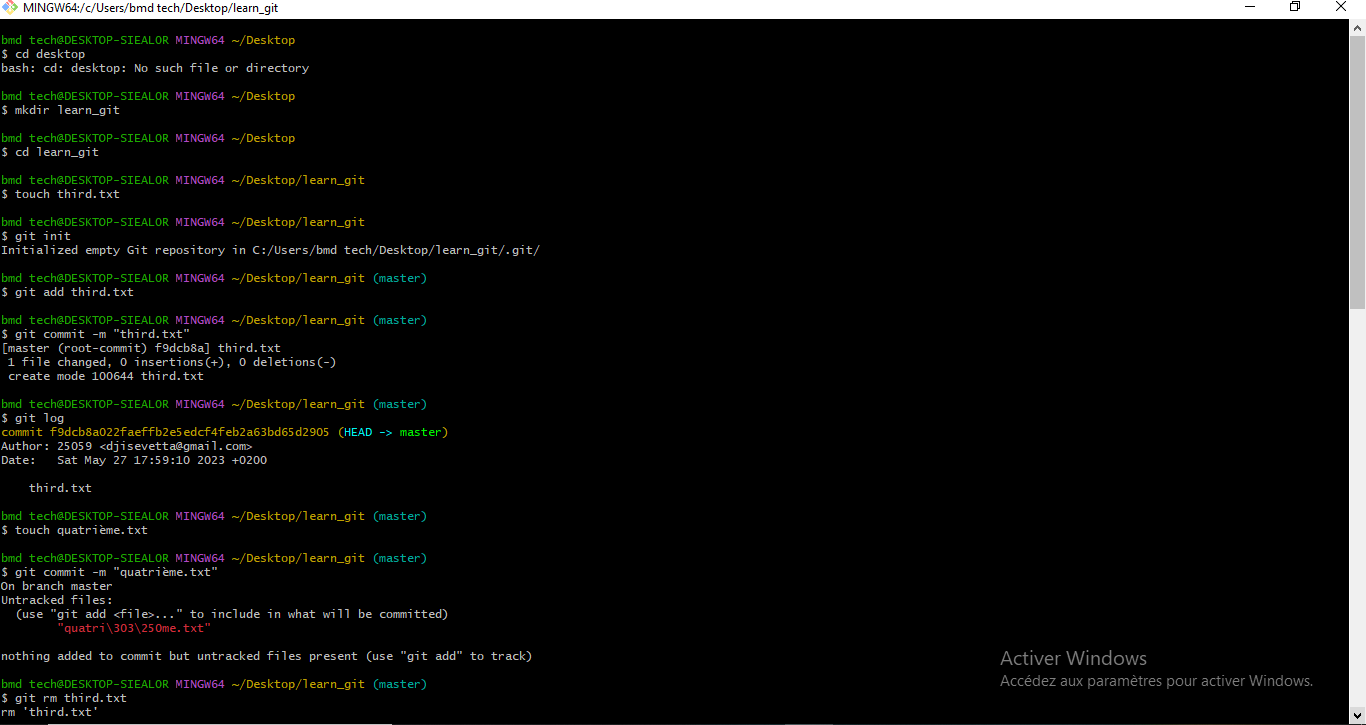 MINGW64:/c/Users/bmd tech/Desktop/learn_git
bmd tech@DESKTOP-SIEALOR MINGW64 ~/Desktop
$ cd desktop
bash: cd: desktop: No such file or directory
bmd tech@DESKTOP-SIEALOR MINGW64 ~/Desktop
$ mkdir learn_git
bmd tech@DESKTOP-SIEALOR MINGW64 ~/Desktop
$ cd learn_git
bmd tech@DESKTOP-SIEALOR MINGW64 ~/Desktop/learn_git
$ touch third.txt
bmd tech@DESKTOP-SIEALOR MINGW64 ~/Desktop/learn_git
$ git init
Initialized empty Git repository in C:/Users/bmd tech/Desktop/learn_git/.git/
bmd tech@DESKTOP-SIEALOR MINGW64 ~/Desktop/learn_git (master)
$ git add third.txt
bmd tech@DESKTOP-SIEALOR MINGW64 ~/Desktop/learn_git (master)
$ git commit -m "third.txt"
[master (root-commit) f9dcb8a] third.txt
1 file changed, 0 insertions(+), 0 deletions(-)
create mode 100644 third.txt
bmd tech@DESKTOP-SIEALOR MINGW64 ~/Desktop/learn_git (master)
$ git log
commit f9dcb8a022faeffb2e5edcf4feb2a63bd65d2905 (HEAD -> master)
Author: 25059 <djisevetta@gmail.com>
Date:   Sat May 27 17:59:10 2023 +0200
third.txt
bmd tech@DESKTOP-SIEALOR MINGW64 ~/Desktop/learn_git (master)
$ touch quatrième.txt
bmd tech@DESKTOP-SIEALOR MINGW64 ~/Desktop/learn_git (master)
$ git commit -m "quatrième.txt"
On branch master
Untracked files:
(use "git add <file>..." to include in what will be committed)
"quatri\303\250me.txt"
nothing added to commit but untracked files present (use "git add" to track)
bmd tech@DESKTOP-SIEALOR MINGW64 ~/Desktop/learn_git (master)
$ git rm third.txt
rm 'third.txt'
Activer Windows
Accédez aux paramètres pour activer Windows.